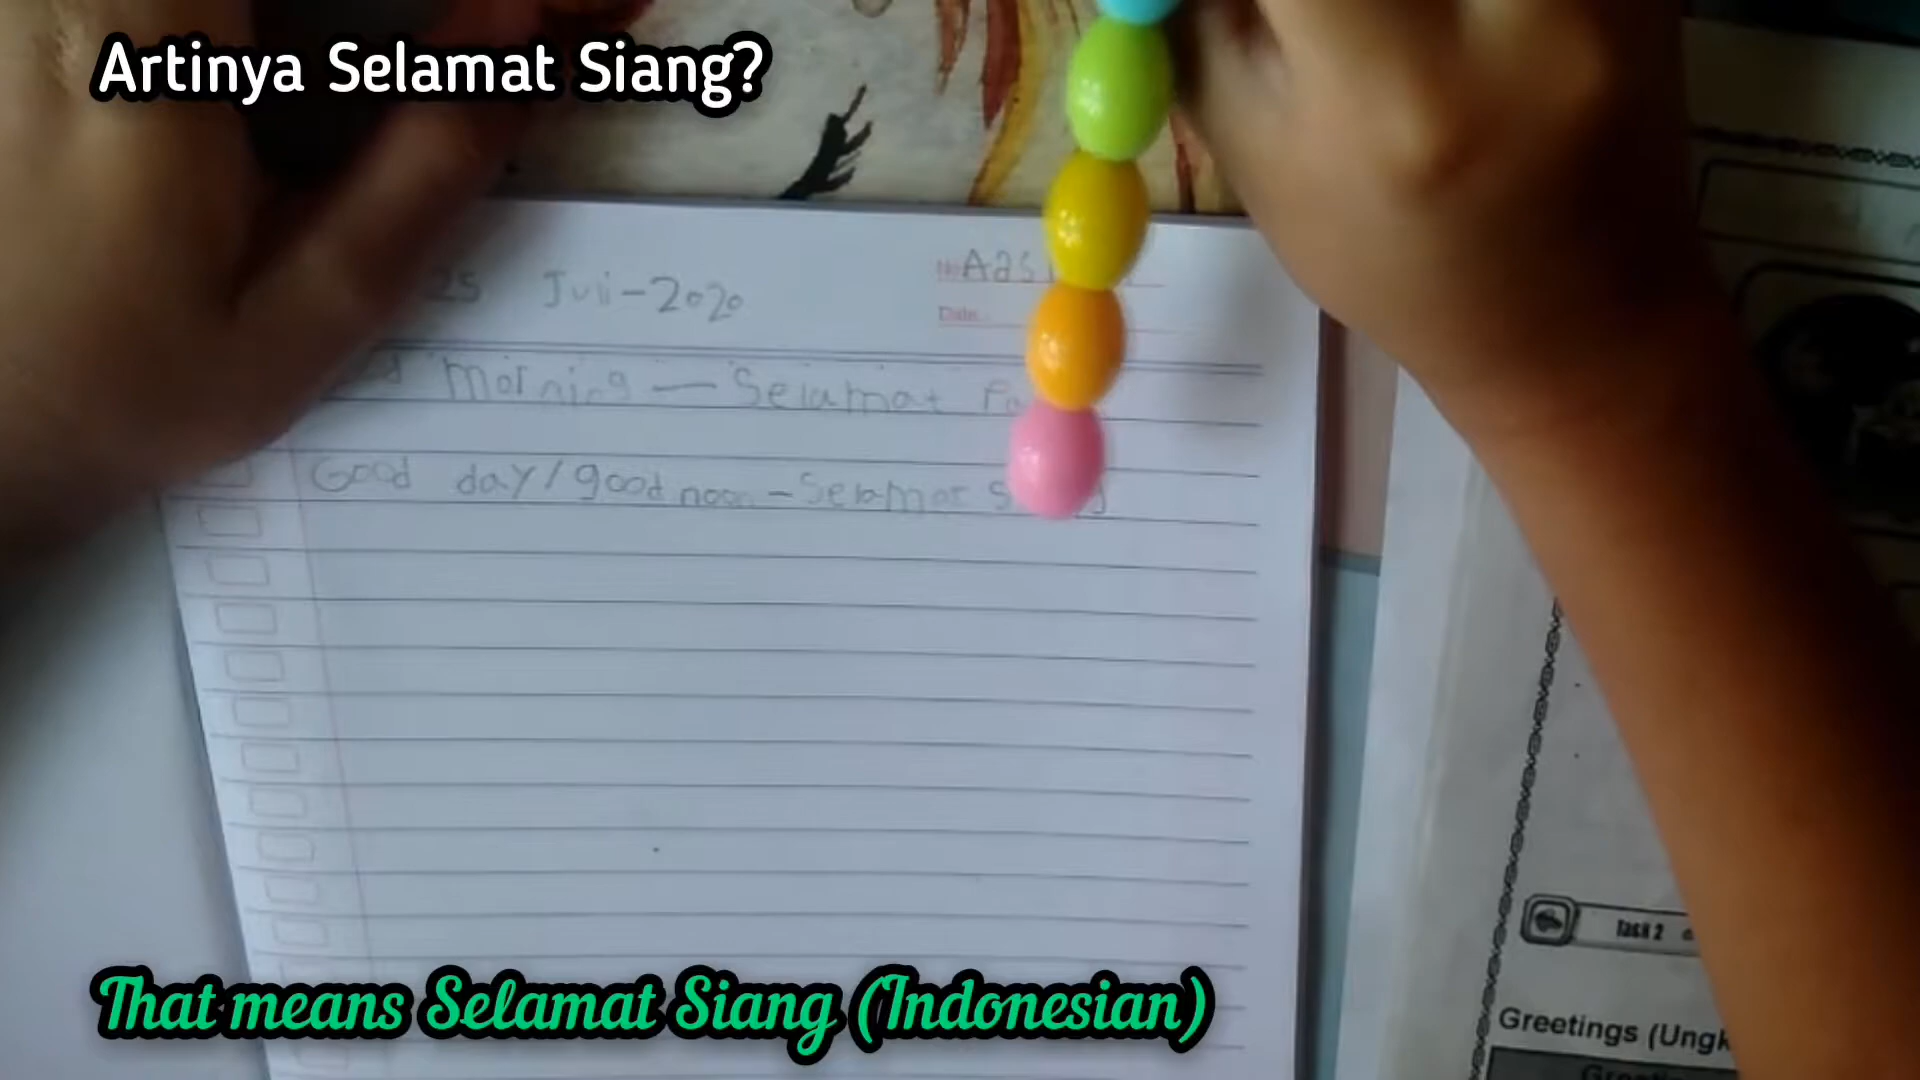 Artinya Selamat Siang?
25 Juli-2020
Date.
morning — Selamat
Good day/good noon - Selamat
Task 2
Greetings (Ungk
That means Selamat Siang (Indonesian)